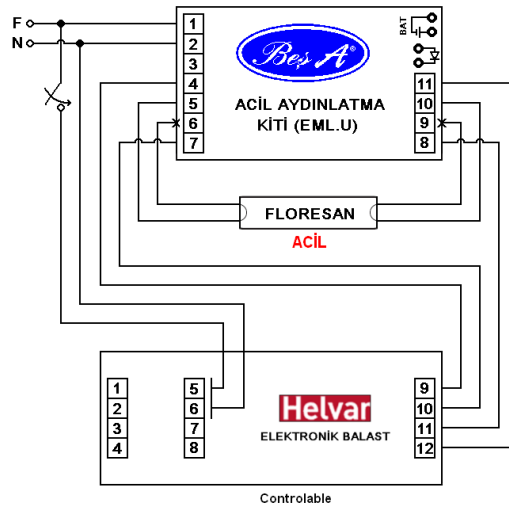 F
N
1
2
3
4
5
6
7
Beş A
ACİL AYDINLATMA
KİTİ (EML.U)
BAT
11
10
9
8
FLORESAN
ACİL
1
2
3
4
5
6
7
8
Helvar
ELEKTRONİK BALAST
9
10
11
12
Controlable